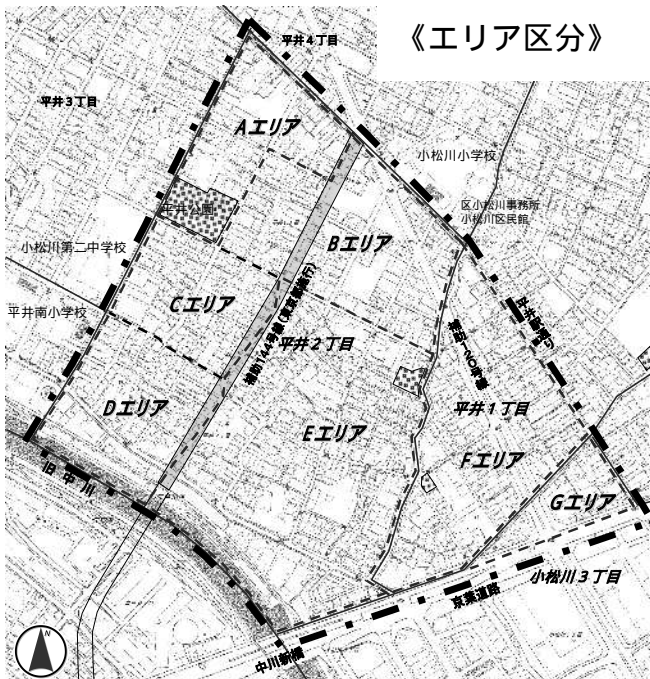 《エリア区分》
平井4丁目
平井3丁目
Aエリア
小松川小学校
平井公園
区小松川事務所
小松川区民館
小松川第二中学校
Bエリア
Cエリア
平井南小学校
補助144号線(東京都施行)
平井2丁目
補助120号線
平井駅通り
Dエリア
平井1丁目
Eエリア
Fエリア
旧中川
Gエリア
小松川3丁目
京葉道路
中川新橋
N